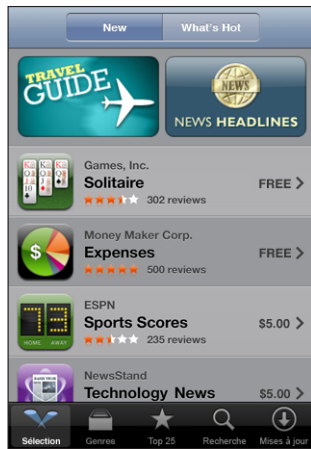 New What's Hot
TRAVEL
GUIDE
NEWS
NEWS HEADLINES
Games, Inc.
Solitaire FREE
302 reviews
Money Maker Corp.
Expenses FREE
$
500 reviews
ESPN
Sports Scores $5.00
235 reviews
HOME AWAY
NewsStand
Technology News $5.00
Sélection Genres Top 25 Recherche Mises à jour